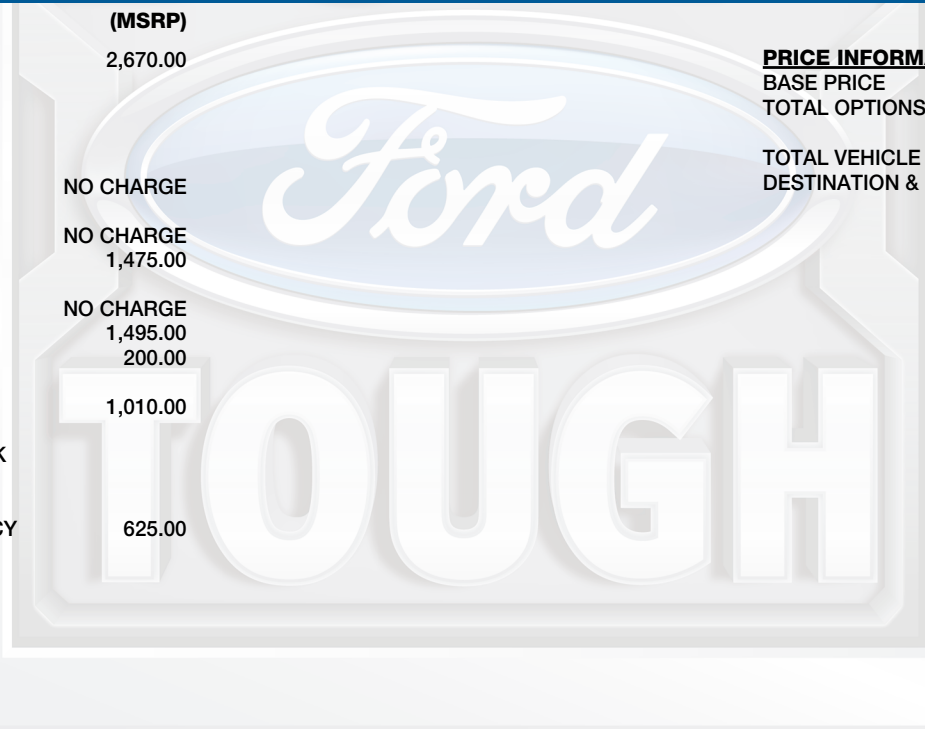 (MSRP)
2,670.00
NO CHARGE
NO CHARGE
1,475.00
NO CHARGE
1,495.00
200.00
1,010.00
K
CY 625.00
PRICE INFORMA
BASE PRICE
TOTAL OPTIONS
TOTAL VEHICLE
DESTINATION &
Ford
TOUGH